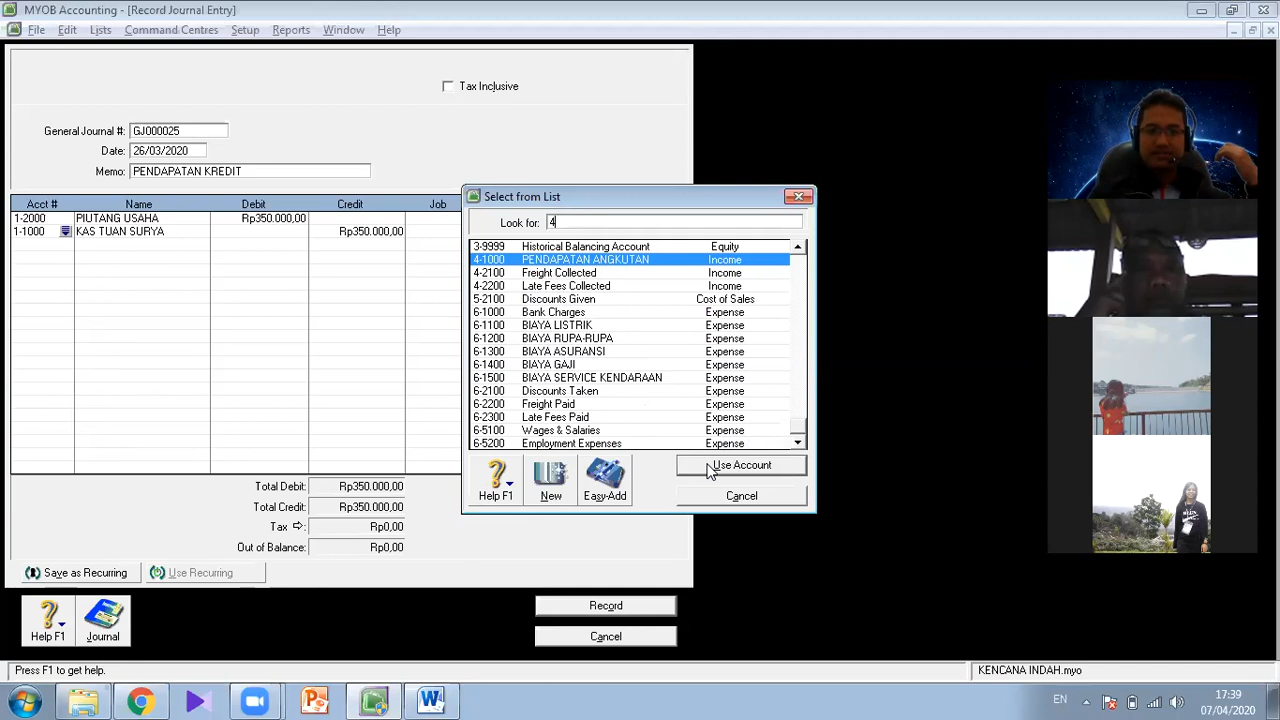 MYOB Accounting - [Record Journal Entry]
File Edit Lists Command Centres Setup Reports Window Help
Tax Inclusive
General Journal #: GJ000025
Date: 26/03/2020
Memo: PENDAPATAN KREDIT
Acct # Name Debit Credit Job
1-2000 PIUTANG USAHA Rp350.000,00
1-1000 KAS TUAN SURYA Rp350.000,00
Select from List
Look for: 4
3-9999 Historical Balancing Account Equity
4-1000 PENDAPATAN ANGKUTAN Income
4-2100 Freight Collected Income
4-2200 Late Fees Collected Income
5-2100 Discounts Given Cost of Sales
6-1000 Bank Charges Expense
6-1100 BIAYA LISTRIK Expense
6-1200 BIAYA RUPA-RUPA Expense
6-1300 BIAYA ASURANSI Expense
6-1400 BIAYA GAJI Expense
6-1500 BIAYA SERVICE KENDARAAN Expense
6-2100 Discounts Taken Expense
6-2200 Freight Paid Expense
6-2300 Late Fees Paid Expense
6-5100 Wages & Salaries Expense
6-5200 Employment Expenses Expense
Help F1 New Easy-Add
Use Account
Cancel
Total Debit: Rp350.000,00
Total Credit: Rp350.000,00
Tax Rp0,00
Out of Balance: Rp0,00
Save as Recurring Use Recurring
Help F1 Journal
Record
Cancel
Press F1 to get help. KENCANA INDAH.myo
EN
17:39
07/04/2020